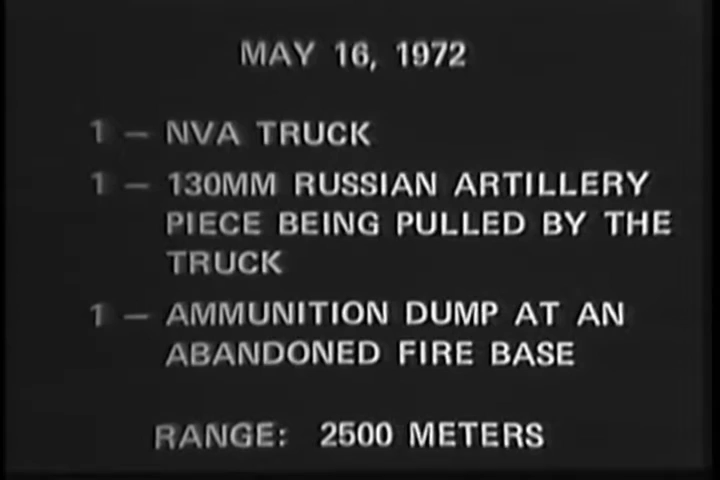 MAY 16, 1972
1 — NVA TRUCK
1 — 130MM RUSSIAN ARTILLERY
PIECE BEING PULLED BY THE
TRUCK
1 — AMMUNITION DUMP AT AN
ABANDONED FIRE BASE
RANGE: 2500 METERS